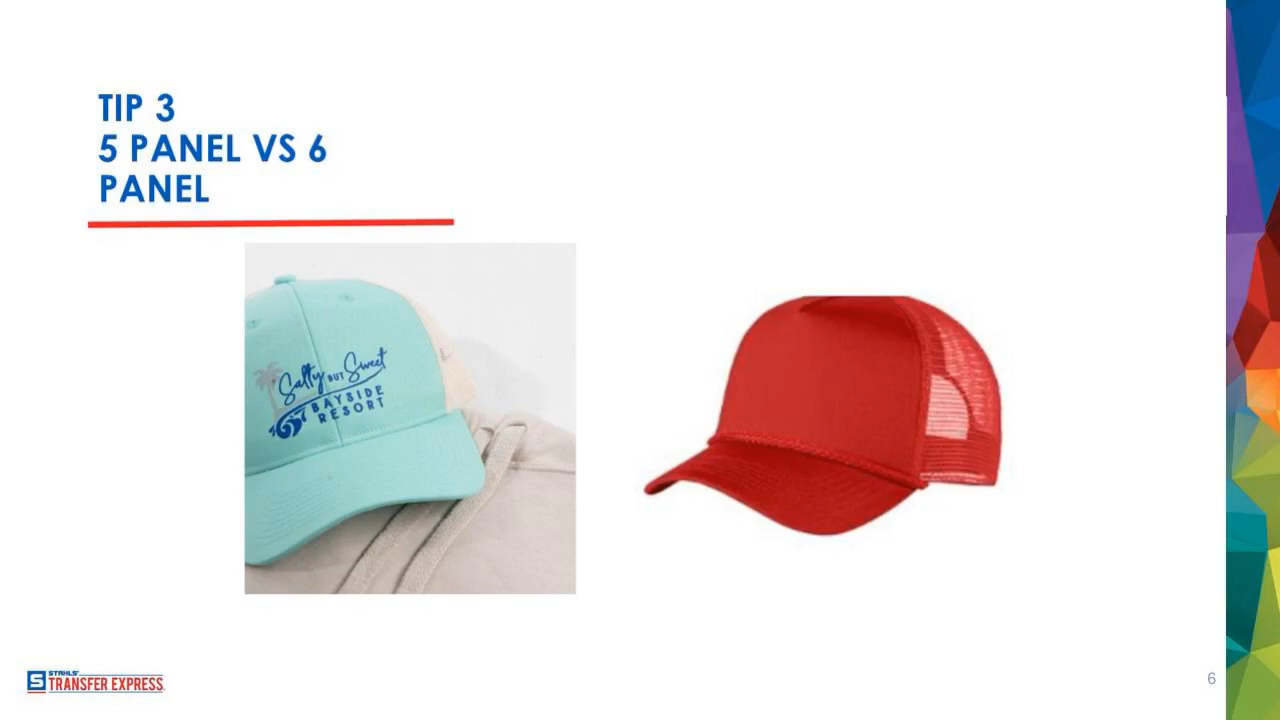 TIP 3
5 PANEL VS 6
PANEL
Salty BUT Sweet
BAYSIDE
RESORT
S STAHLS'
TRANSFER EXPRESS
6